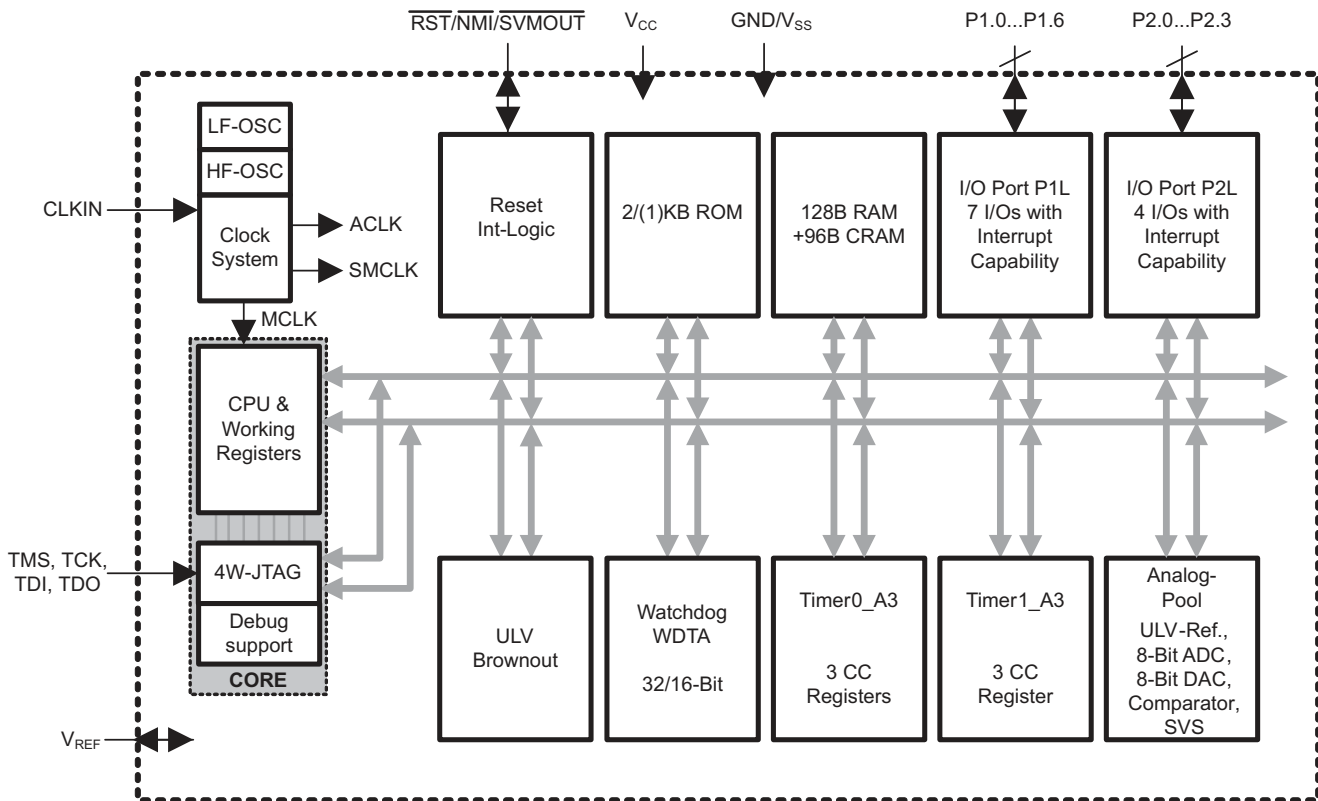 RST/NMI/SVMOUT
VCC
GND/VSS
P1.0...P1.6
P2.0...P2.3
LF-OSC
HF-OSC
CLKIN
Clock
System
ACLK
SMCLK
MCLK
Reset
Int-Logic
2/(1)KB ROM
128B RAM
+96B CRAM
I/O Port P1L
7 I/Os with
Interrupt
Capability
I/O Port P2L
4 I/Os with
Interrupt
Capability
CPU &
Working
Registers
TMS, TCK,
TDI, TDO
4W-JTAG
Debug
support
CORE
VREF
ULV
Brownout
Watchdog
WDTA
32/16-Bit
Timer0_A3
3 CC
Registers
Timer1_A3
3 CC
Register
Analog-
Pool
ULV-Ref.,
8-Bit ADC,
8-Bit DAC,
Comparator,
SVS